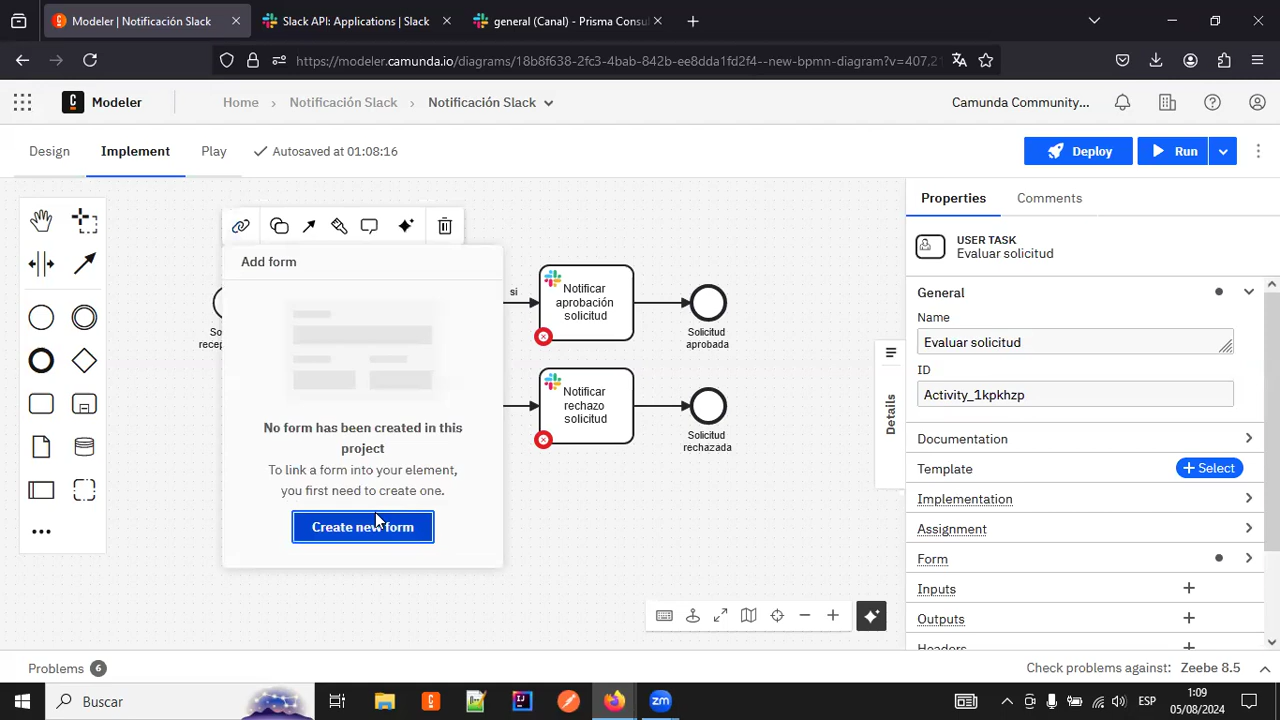 Modeler | Notificación Slack
Slack API: Applications | Slack
general (Canal) - Prisma Consul
https://modeler.camunda.io/diagrams/18b8f638-2fc3-4bab-842b-ee8dda1fd2f4--new-bpmn-diagram?v=407,21
Modeler
Home > Notificación Slack > Notificación Slack
Camunda Community...
Design
Implement
Play
Autosaved at 01:08:16
Deploy
Run
Add form
No form has been created in this
project
To link a form into your element,
you first need to create one.
Create new form
So
recep
si
Notificar
aprobación
solicitud
Solicitud
aprobada
Notificar
rechazo
solicitud
Solicitud
rechazada
Details
Properties
Comments
USER TASK
Evaluar solicitud
General
Name
Evaluar solicitud
ID
Activity_1kpkhzp
Documentation
Template
+ Select
Implementation
Assignment
Form
Inputs
Outputs
Headers
Problems 6
Check problems against: Zeebe 8.5
Buscar
zm
ESP
1:09
05/08/2024